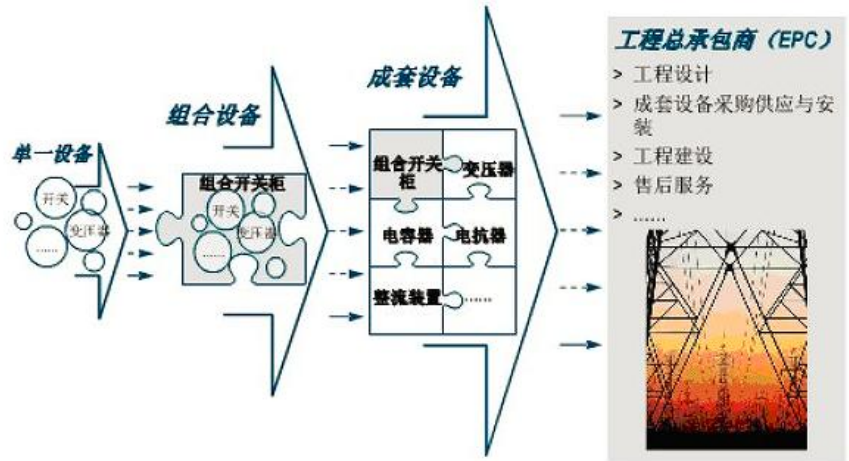 单一设备
开关
变压器
......
组合设备
组合开关柜
开关
变压器
......
成套设备
组合开关
柜
变压器
电容器
电抗器
整流装置
......
工程总承包商（EPC）
> 工程设计
> 成套设备采购供应与安
装
> 工程建设
> 售后服务
> ......